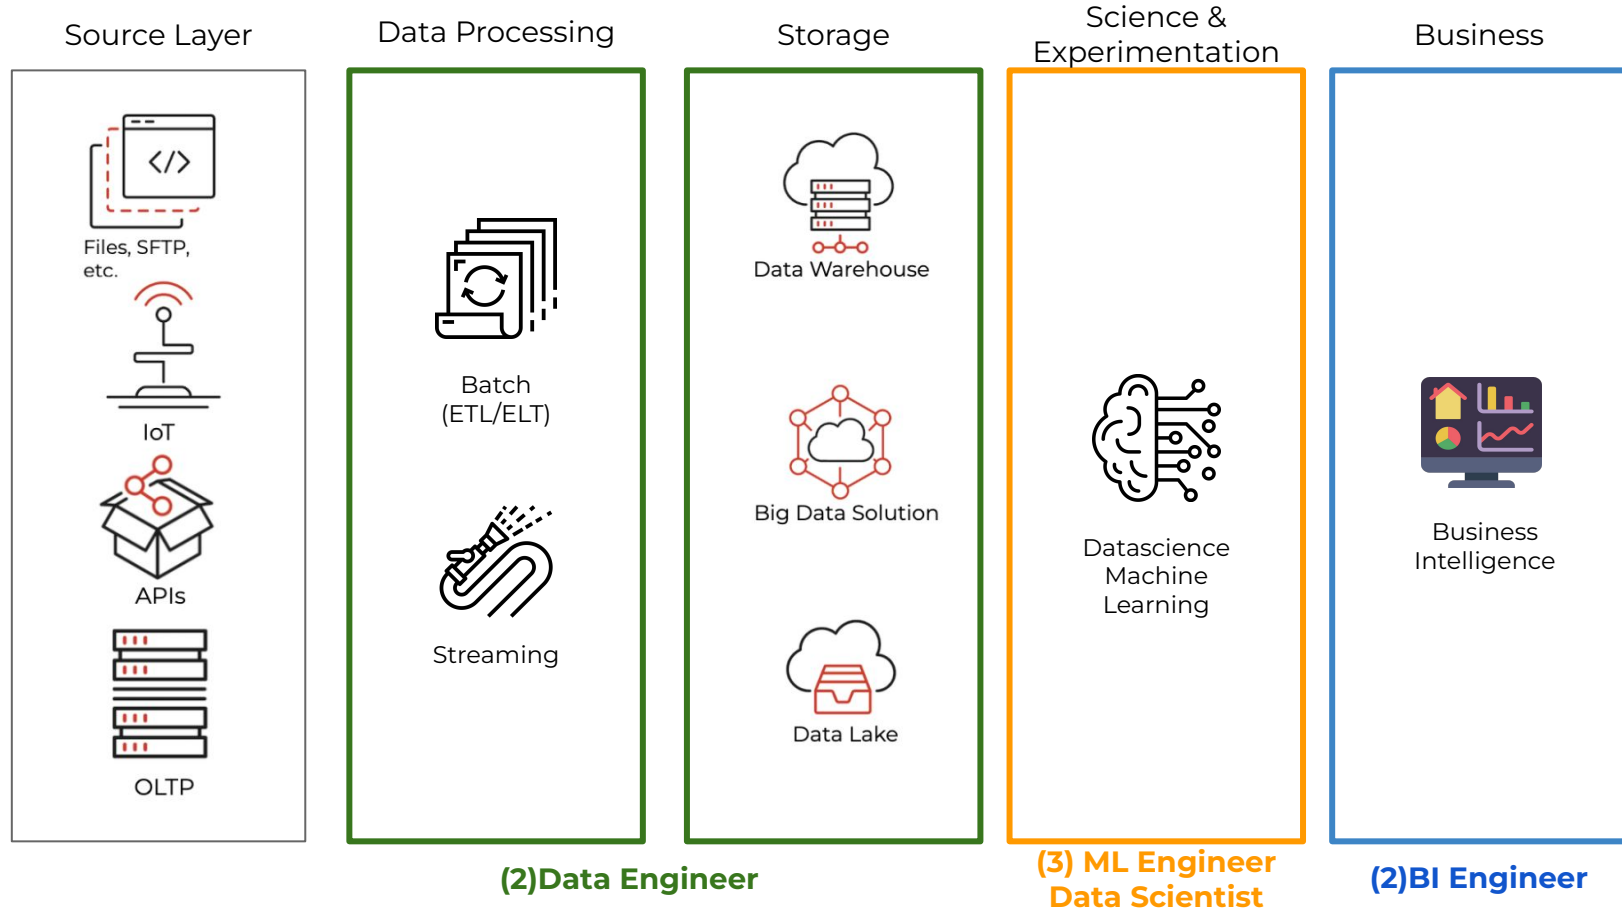 Source Layer
Files, SFTP,
etc.
IoT
APIs
OLTP
Data Processing
Batch
(ETL/ELT)
Streaming
Storage
Data Warehouse
Big Data Solution
Data Lake
(2)Data Engineer
Science &
Experimentation
Datascience
Machine
Learning
(3) ML Engineer
Data Scientist
Business
Business
Intelligence
(2)BI Engineer